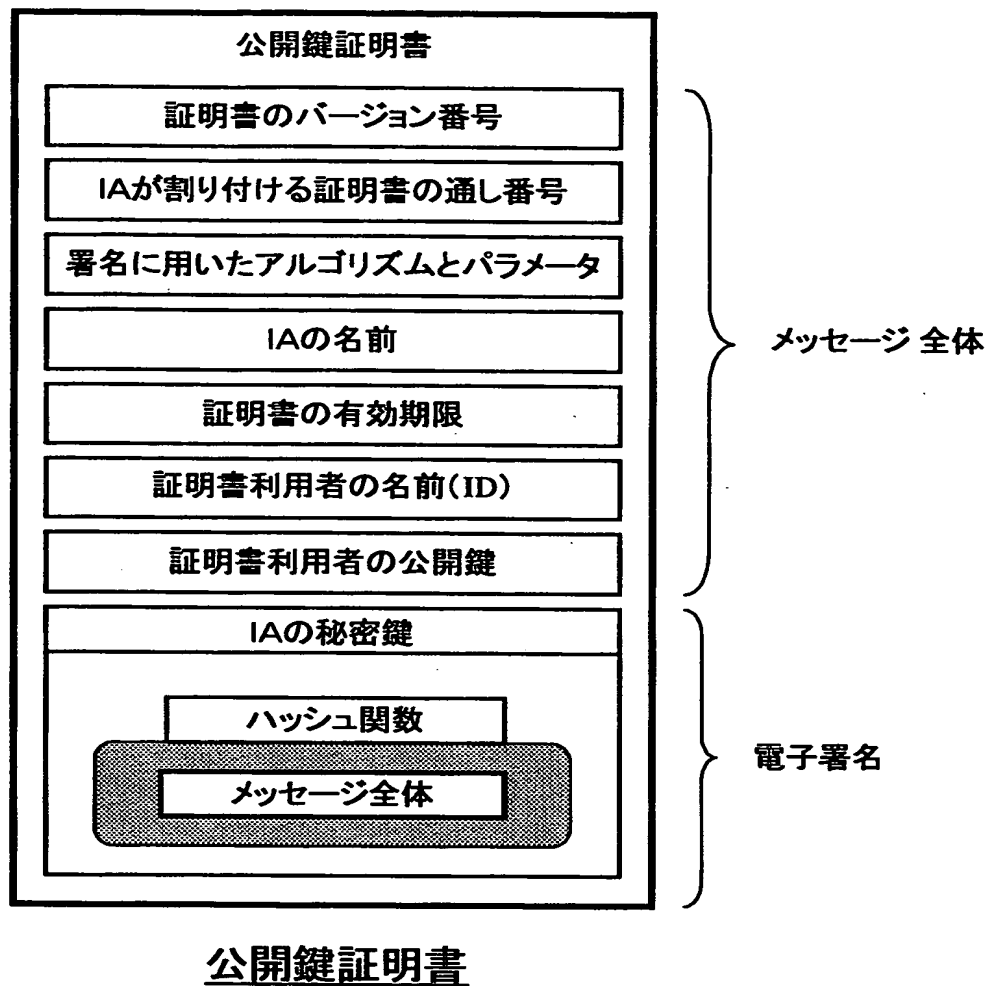 公開鍵証明書
証明書のバージョン番号
IAが割り付ける証明書の通し番号
署名に用いたアルゴリズムとパラメータ
IAの名前
証明書の有効期限
証明書利用者の名前(ID)
証明書利用者の公開鍵
メッセージ 全体
IAの秘密鍵
ハッシュ関数
メッセージ全体
電子署名
公開鍵証明書